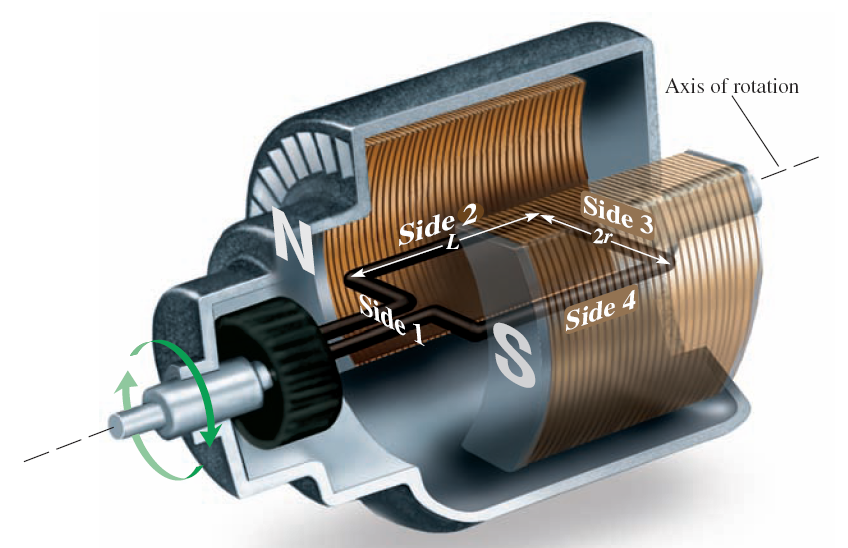 Axis of rotation
N
Side 2
L
Side 3
2r
Side 1
Side 4
S